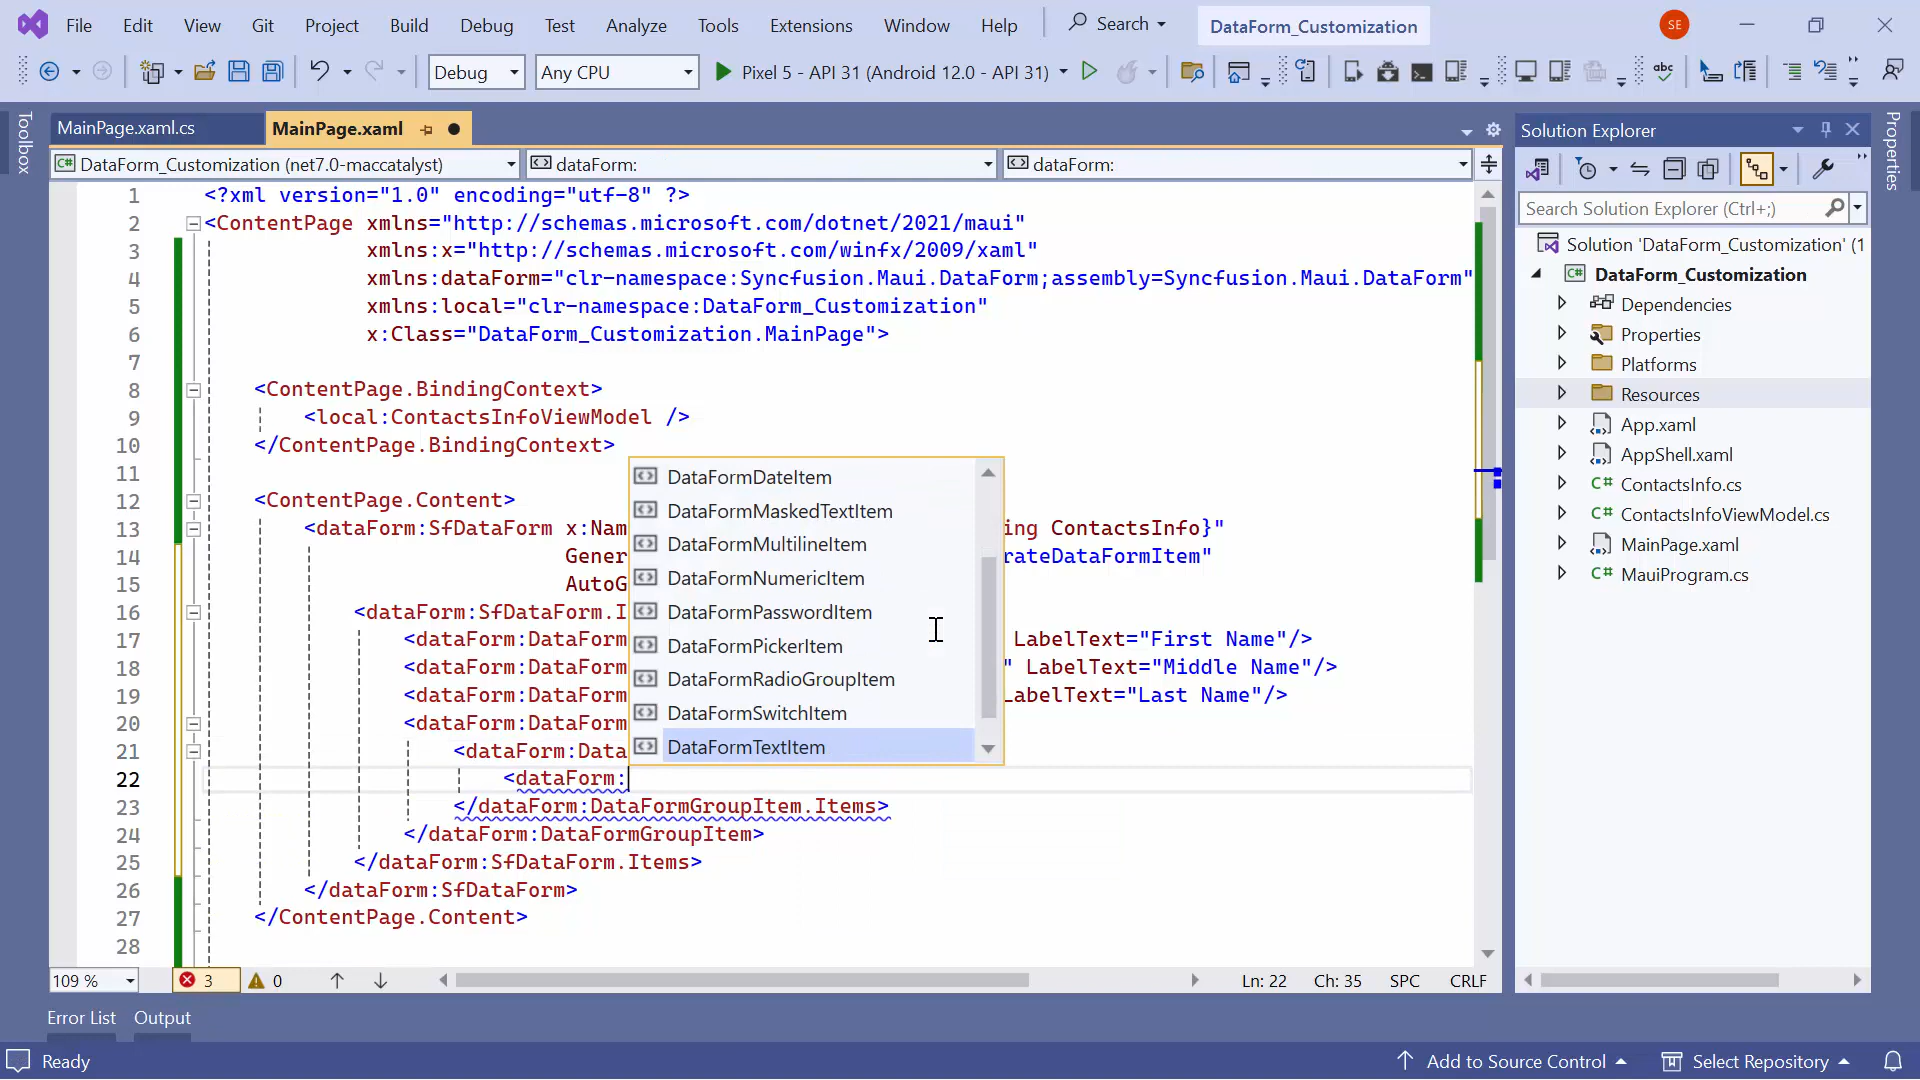 File Edit View Git Project Build Debug Test Analyze Tools Extensions Window Help Search DataForm_Customization SE
Debug Any CPU Pixel 5 - API 31 (Android 12.0 - API 31)
Toolbox
MainPage.xaml.cs MainPage.xaml
DataForm_Customization (net7.0-maccatalyst) dataForm: dataForm:
1 <?xml version="1.0" encoding="utf-8" ?>
2 <ContentPage xmlns="http://schemas.microsoft.com/dotnet/2021/maui"
3 xmlns:x="http://schemas.microsoft.com/winfx/2009/xaml"
4 xmlns:dataForm="clr-namespace:Syncfusion.Maui.DataForm;assembly=Syncfusion.Maui.DataForm"
5 xmlns:local="clr-namespace:DataForm_Customization"
6 x:Class="DataForm_Customization.MainPage">
7
8 <ContentPage.BindingContext>
9 <local:ContactsInfoViewModel />
10 </ContentPage.BindingContext>
11
12 <ContentPage.Content>
13 <dataForm:SfDataForm x:Nam ing ContactsInfo}"
14 Gener rateDataFormItem"
15 AutoG
16 <dataForm:SfDataForm.I
17 <dataForm:DataForm LabelText="First Name"/>
18 <dataForm:DataForm " LabelText="Middle Name"/>
19 <dataForm:DataForm LabelText="Last Name"/>
20 <dataForm:DataForm
21 <dataForm:Data
22 <dataForm:
23 </dataForm:DataFormGroupItem.Items>
24 </dataForm:DataFormGroupItem>
25 </dataForm:SfDataForm.Items>
26 </dataForm:SfDataForm>
27 </ContentPage.Content>
28
DataFormDateItem
DataFormMaskedTextItem
DataFormMultilineItem
DataFormNumericItem
DataFormPasswordItem
DataFormPickerItem
DataFormRadioGroupItem
DataFormSwitchItem
DataFormTextItem
109 % 3 0 Ln: 22 Ch: 35 SPC CRLF
Solution Explorer
Search Solution Explorer (Ctrl+;)
Solution 'DataForm_Customization' (1
DataForm_Customization
Dependencies
Properties
Platforms
Resources
App.xaml
AppShell.xaml
C# ContactsInfo.cs
C# ContactsInfoViewModel.cs
MainPage.xaml
C# MauiProgram.cs
Properties
Error List Output
Ready Add to Source Control Select Repository